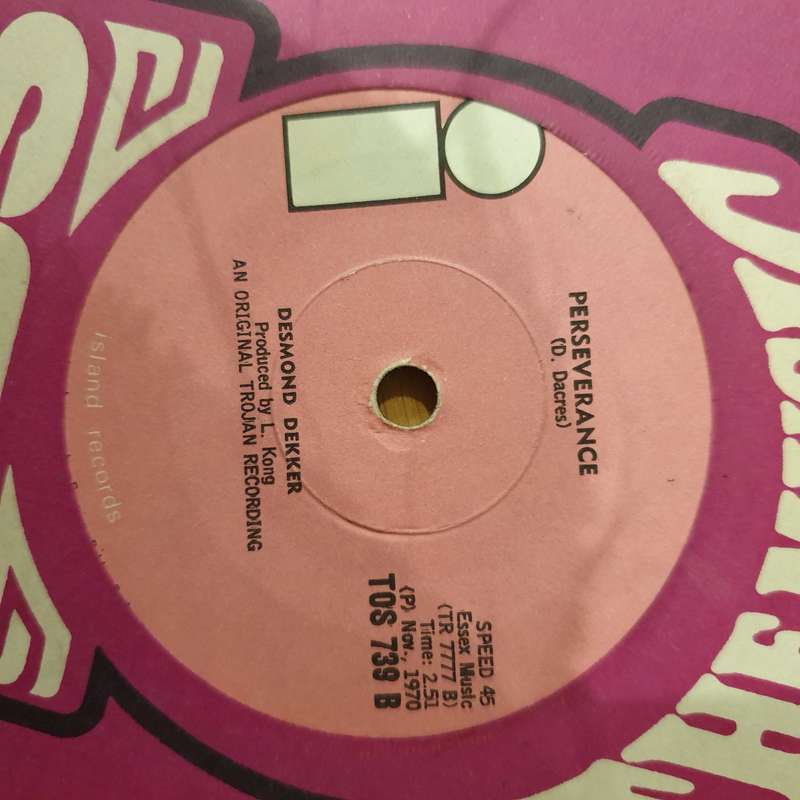 PERSEVERANCE
(D. Dacres)
SPEED 45
Essex Music
(TR 7777 B)
Time: 2.51
(P) Nov., 1970
TOS 739 B
DESMOND DEKKER
Produced by L. Kong
AN ORIGINAL TROJAN RECORDING
island records